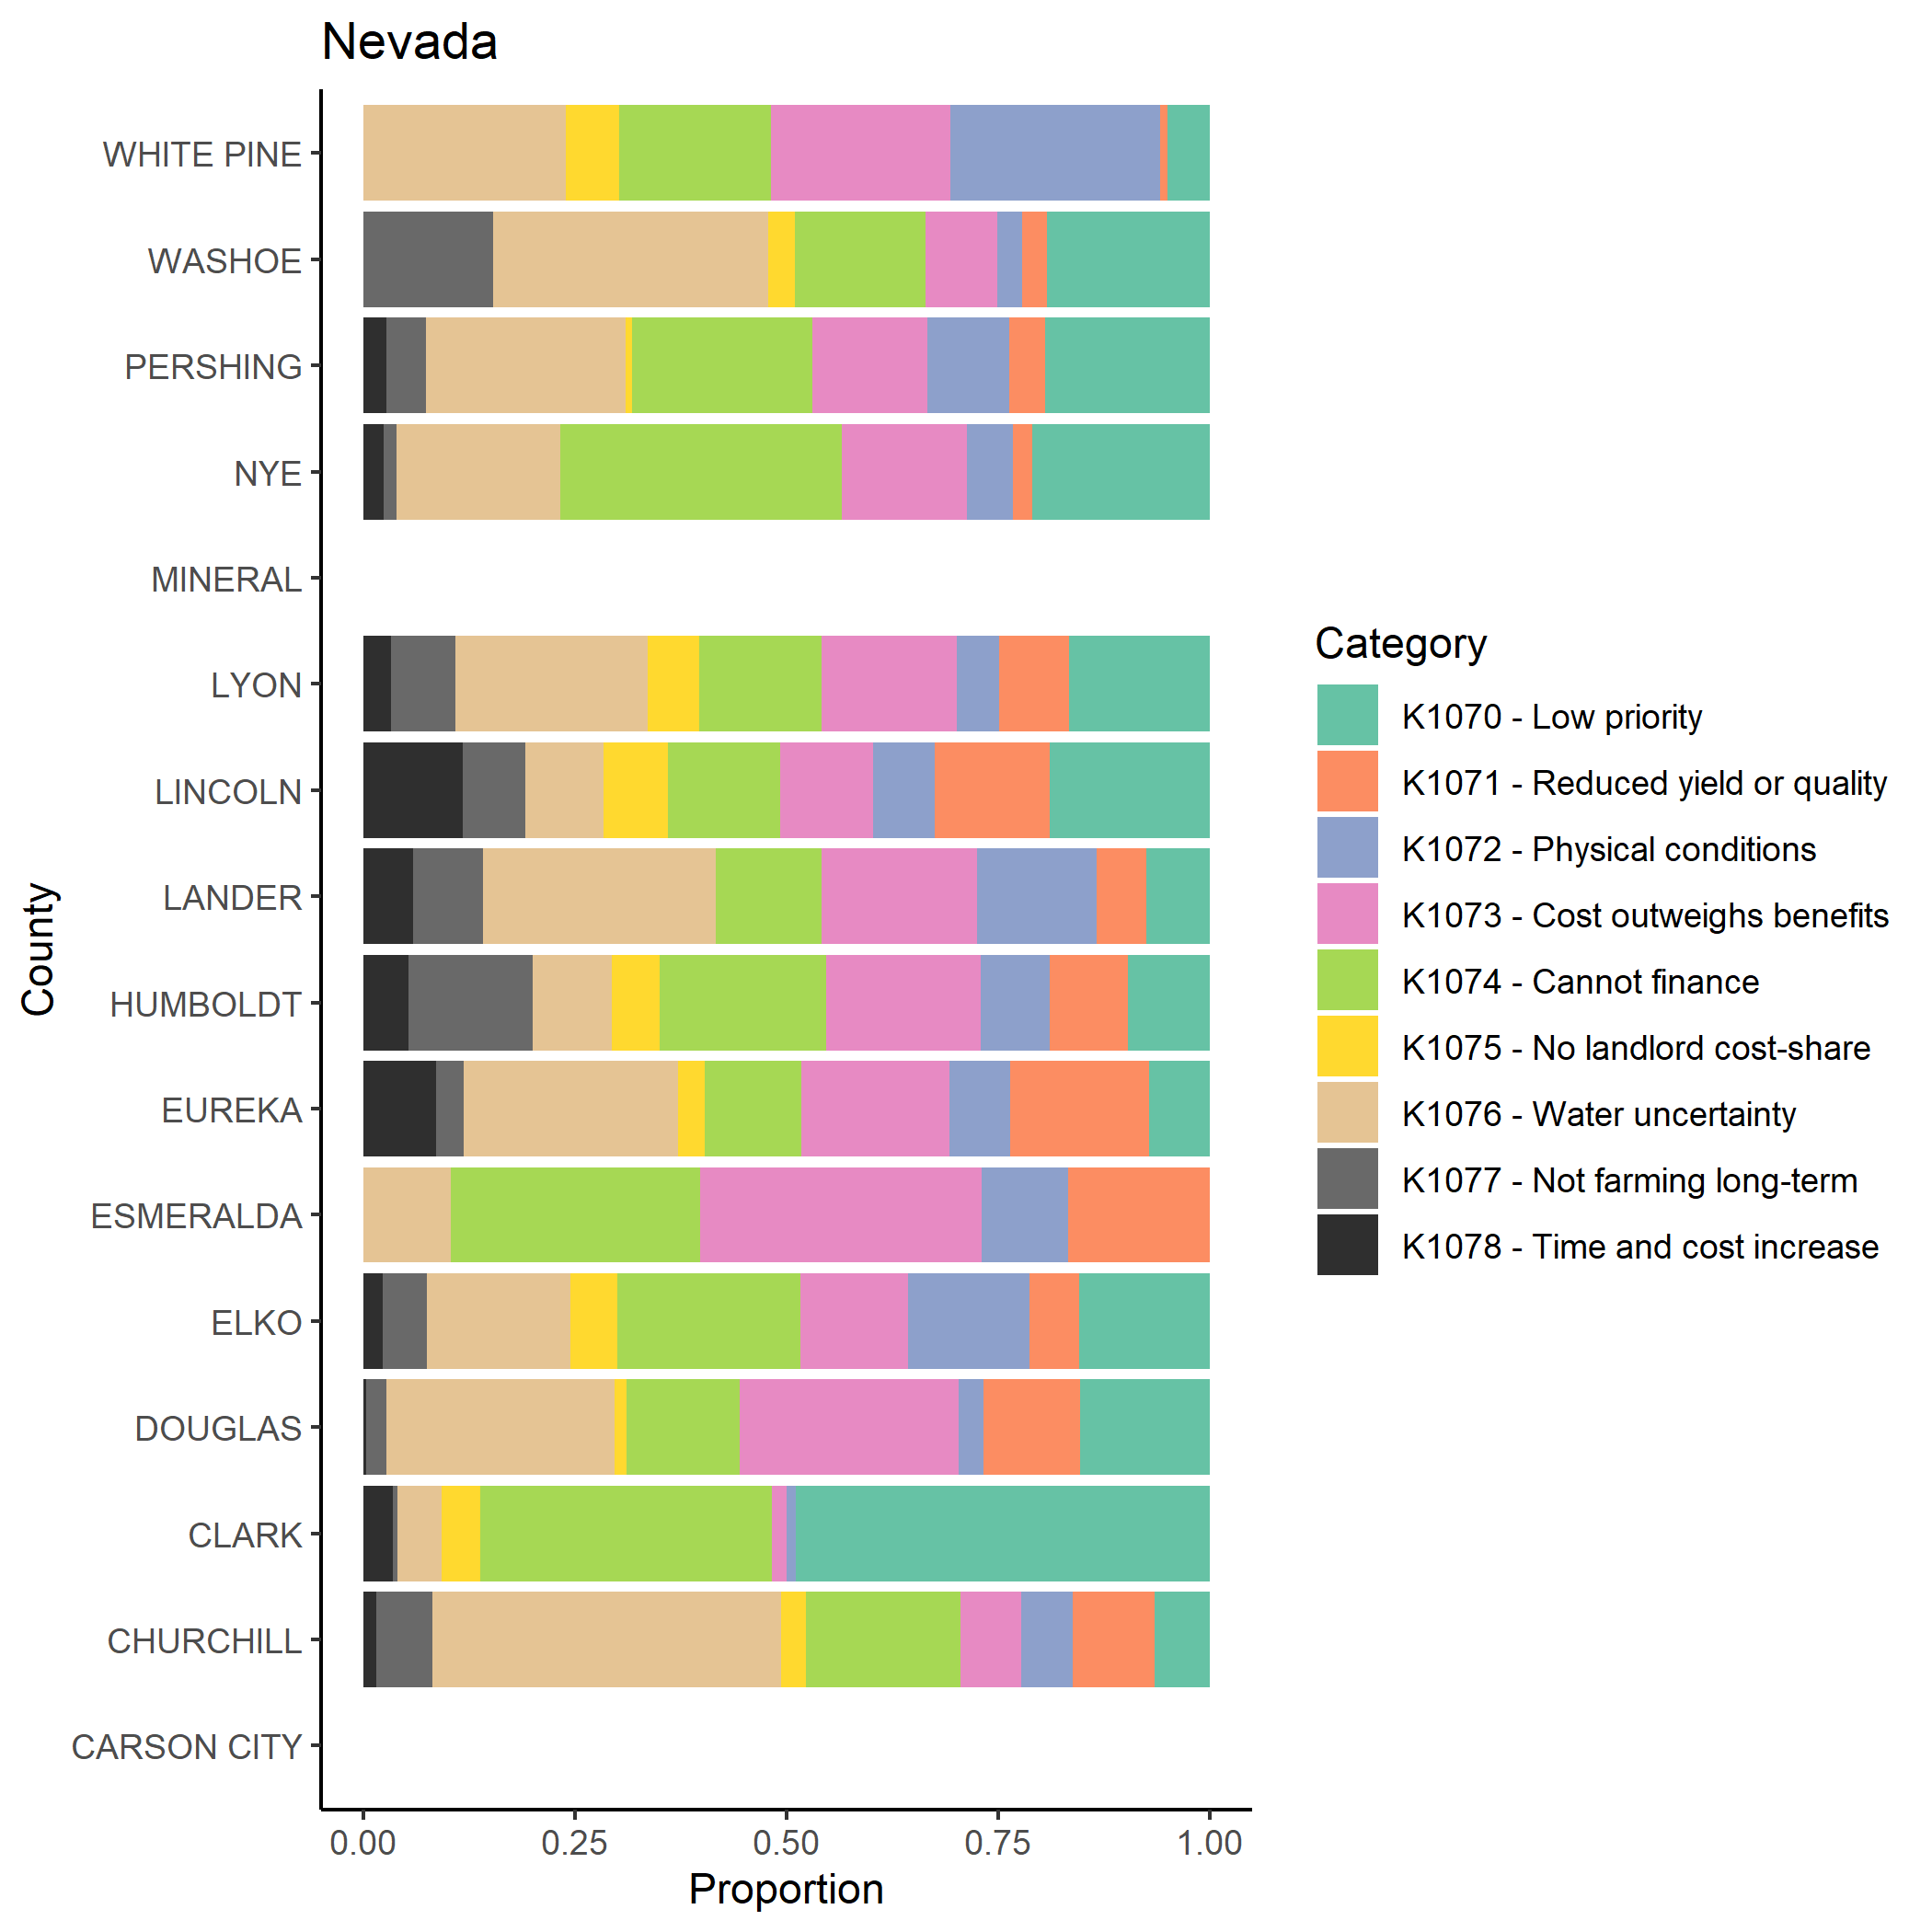 Nevada
WHITE PINE
WASHOE
PERSHING
NYE
MINERAL
LYON
LINCOLN
LANDER
HUMBOLDT
EUREKA
ESMERALDA
ELKO
DOUGLAS
CLARK
CHURCHILL
CARSON CITY
County
0.00 0.25 0.50 0.75 1.00
Proportion
Category
K1070 - Low priority
K1071 - Reduced yield or quality
K1072 - Physical conditions
K1073 - Cost outweighs benefits
K1074 - Cannot finance
K1075 - No landlord cost-share
K1076 - Water uncertainty
K1077 - Not farming long-term
K1078 - Time and cost increase